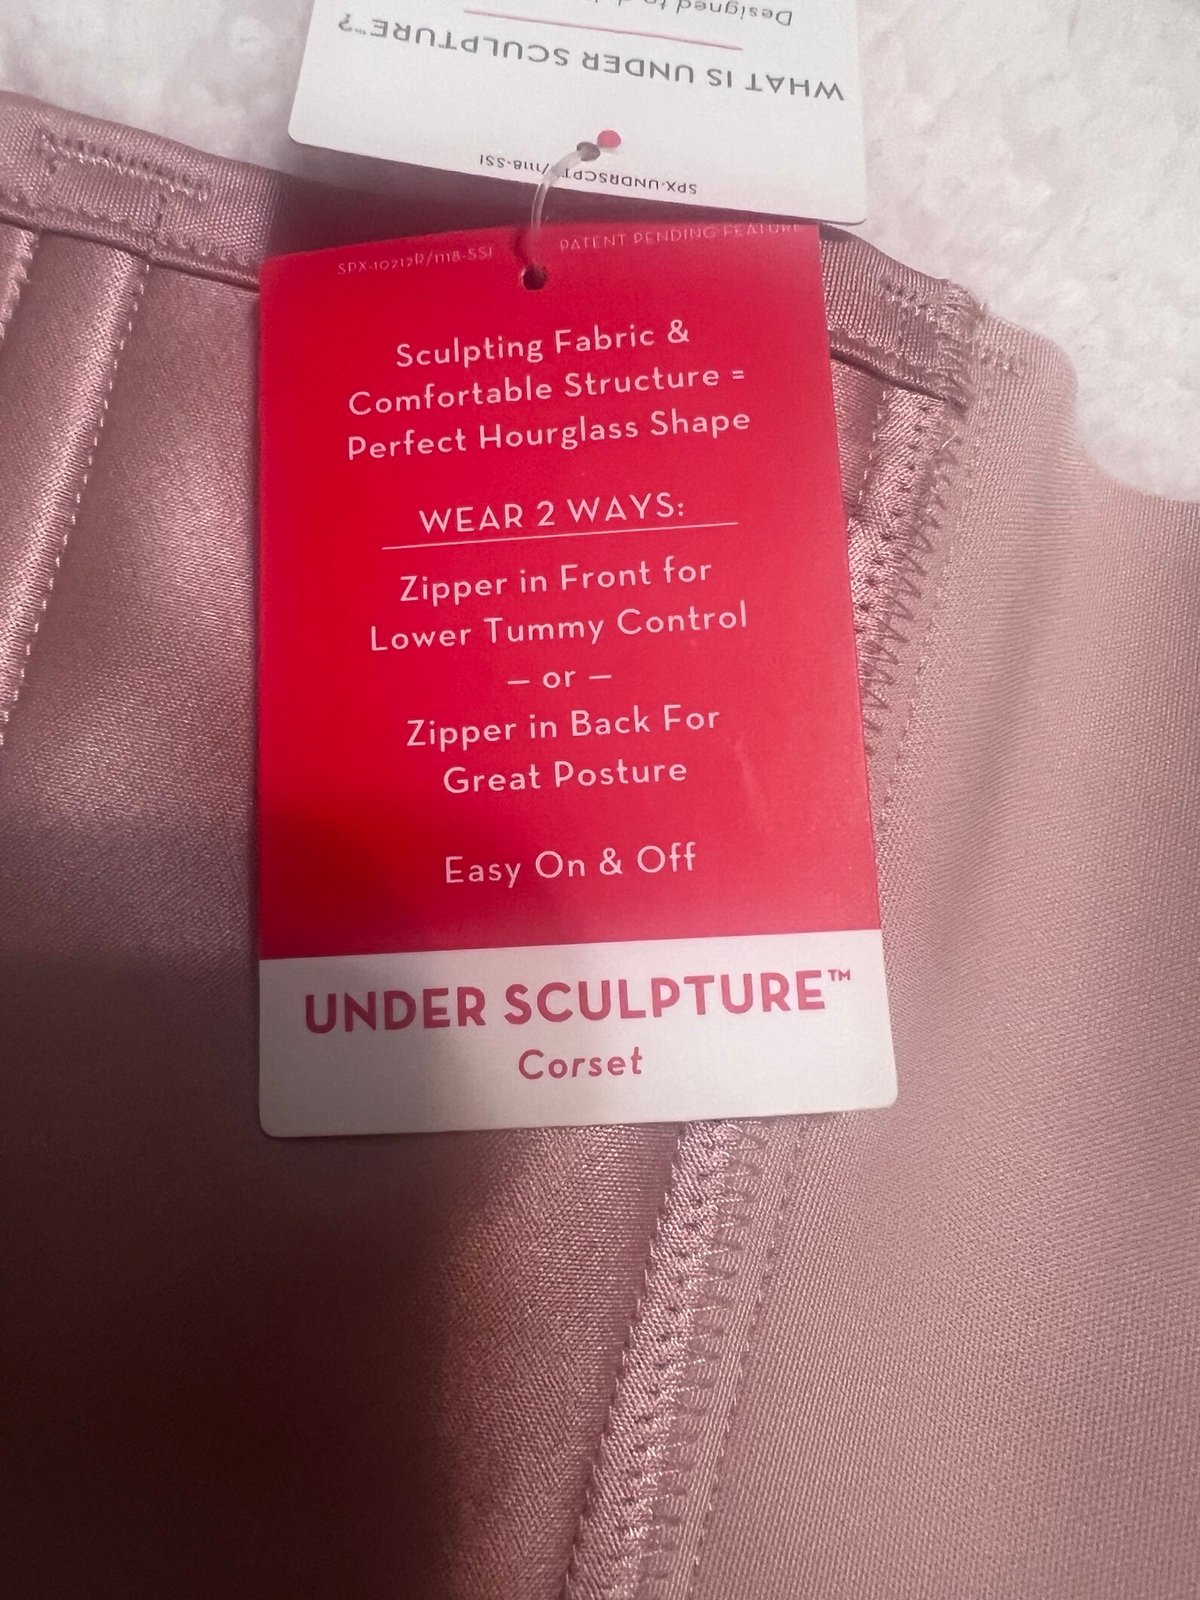 Designed to
WHAT IS UNDER SCULPTURE™?
SPX-UNDRSCPT/1118-SSI
SPX-10212R/1118-SSI
PATENT PENDING FEATURE
Sculpting Fabric &
Comfortable Structure =
Perfect Hourglass Shape
WEAR 2 WAYS:
Zipper in Front for
Lower Tummy Control
– or –
Zipper in Back For
Great Posture
Easy On & Off
UNDER SCULPTURE™
Corset